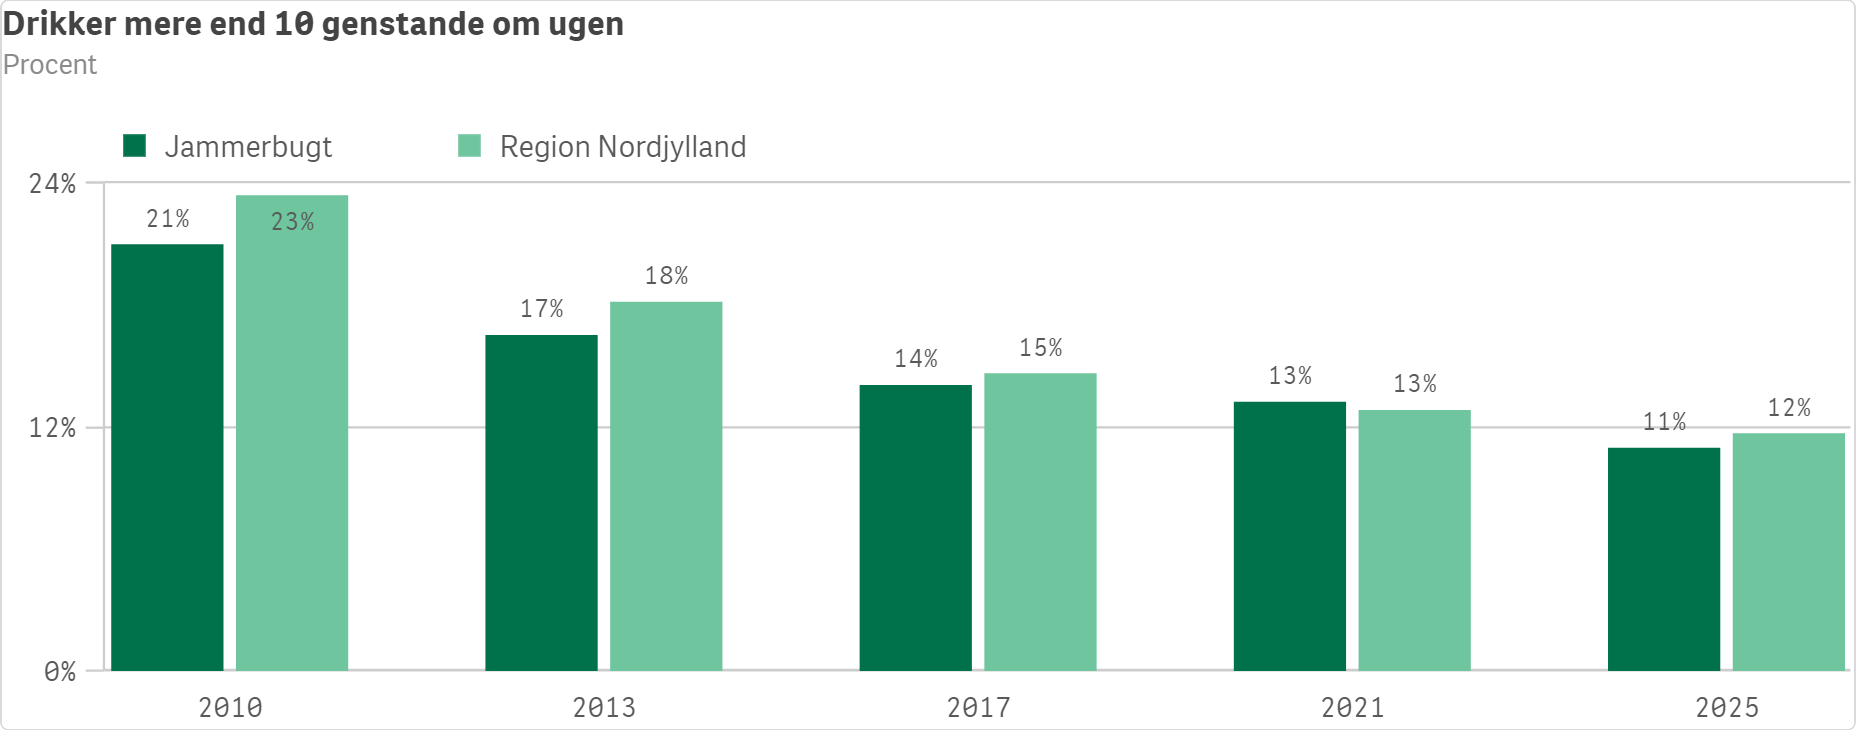 Drikker mere end 10 genstande om ugen
Procent
Jammerbugt Region Nordjylland
24%
21% 23%
18%
17%
15%
14%
13% 13%
12%
11% 12%
0%
2010 2013 2017 2021 2025